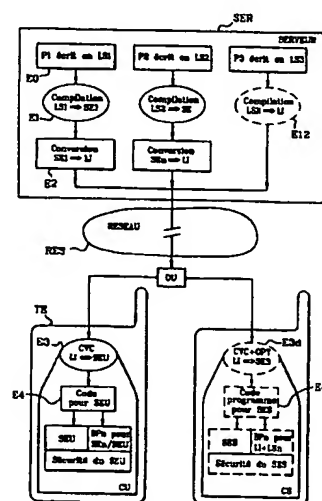 SER
SERVEUR
P1 écrit en LS1
P2 écrit en LS2
P3 écrit en LS3
E0
Compilation
LS1 => SE1
Compilation
LS2 => SE
Compilation
LS3 => LI
E1
E12
Conversion
SE1 => LI
Conversion
SEn => LI
E2
RESEAU
RES
OU
TE
E3
CVC
LI => SEU
E3d
CVC+OPT
LI => SES
E4
Code
pour SEU
Code
programme
pour SES
E
SEU
BPn pour
SEn/SEU
SES
BPn pour
LI+LSn
Sécurité du SEU
Sécurité du SES
CU
CS